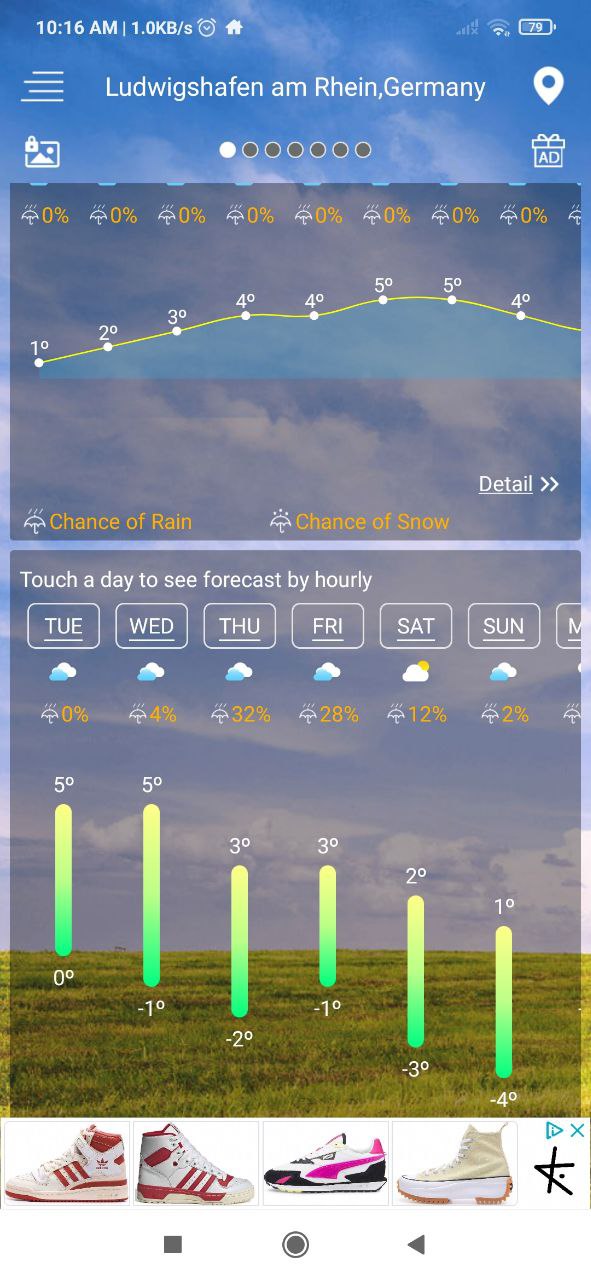 10:16 AM | 1.0KB/s 79
Ludwigshafen am Rhein,Germany
AD
0% 0% 0% 0% 0% 0% 0% 0%
1º 2º 3º 4º 4º 5º 5º 4º
Detail >>
Chance of Rain Chance of Snow
Touch a day to see forecast by hourly
TUE WED THU FRI SAT SUN M
0% 4% 32% 28% 12% 2%
5º 5º 3º 3º 2º 1º
0º -1º -2º -1º -3º -4º